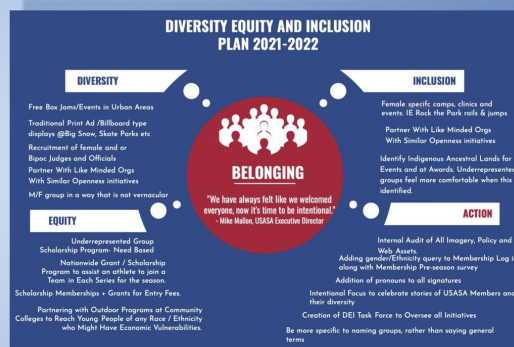 DIVERSITY EQUITY AND INCLUSION
PLAN 2021-2022
DIVERSITY
Free Box Jams/Events in Urban Areas
Traditional Print Ad /Billboard type
displays @Big Snow, Skate Parks etc
Recruitment of female and or
Bipoc Judges and Officials
Partner With Like Minded Orgs
With Similar Openness initiatives
M/F group in a way that is not vernacular
EQUITY
Underrepresented Group
Scholarship Program- Need Based
Nationwide Grant / Scholarship
Program to assist an athlete to join a
Team in Each Series for the season.
Scholarship Memberships + Grants for Entry Fees.
Partnering with Outdoor Programs at Community
Colleges to Reach Young People of any Race / Ethnicity
who Might Have Economic Vulnerabilities.
BELONGING
"We have always felt like we welcomed
everyone, now it's time to be intentional."
- Mike Mallon, USASA Executive Director
INCLUSION
Female specifc camps, clinics and
events. IE Rock the Park rails & jumps
Partner With Like Minded Orgs
With Similar Openness initiatives
Identify Indigenous Ancestral Lands for
Events and at Awards. Underrepresented
groups feel more comfortable when this
identified.
ACTION
Internal Audit of All Imagery, Policy and
Web Assets.
Adding gender/Ethnicity query to Membership Log i
along with Membership Pre-season survey
Addition of pronouns to all signatures
Intentional Focus to celebrate stories of USASA Members and
their diversity
Creation of DEI Task Force to Oversee all Initiatives
Be more specific to naming groups, rather than saying general
terms